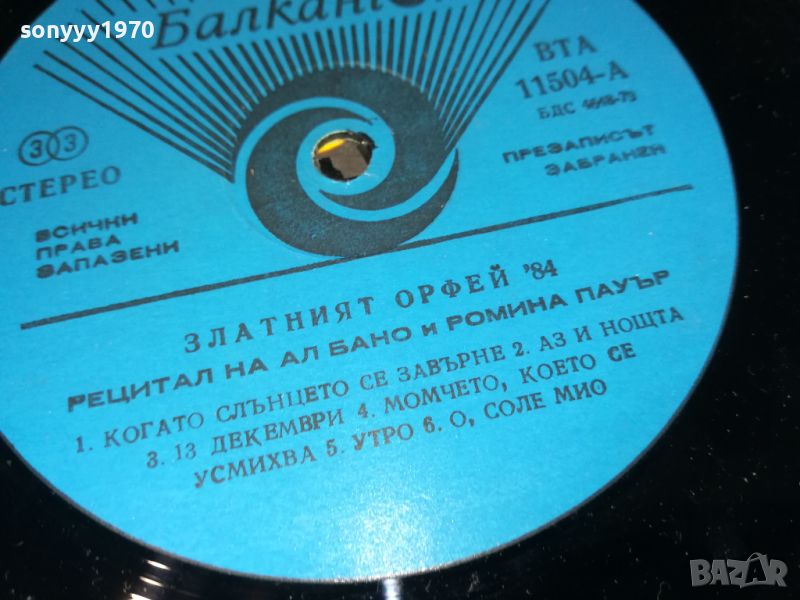 sonyyy1970
Балкан
ВТА
11504-А
БДС
33
СТЕРЕО
ПРЕЗАПИСЪТ
ЗАБРАНЕН
ВСИЧКИ
ПРАВА
ЗАПАЗЕНИ
ЗЛАТНИЯТ ОРФЕЙ '84
РЕЦИТАЛ НА АЛ БАНО и РОМИНА ПАУЪР
1. КОГАТО СЛЪНЦЕТО СЕ ЗАВЪРНЕ 2. АЗ И НОЩТА
3. 13 ДЕКЕМВРИ 4. МОМЧЕТО, КОЕТО СЕ
УСМИХВА 5. УТРО 6. О, СОЛЕ МИО
BAZAR